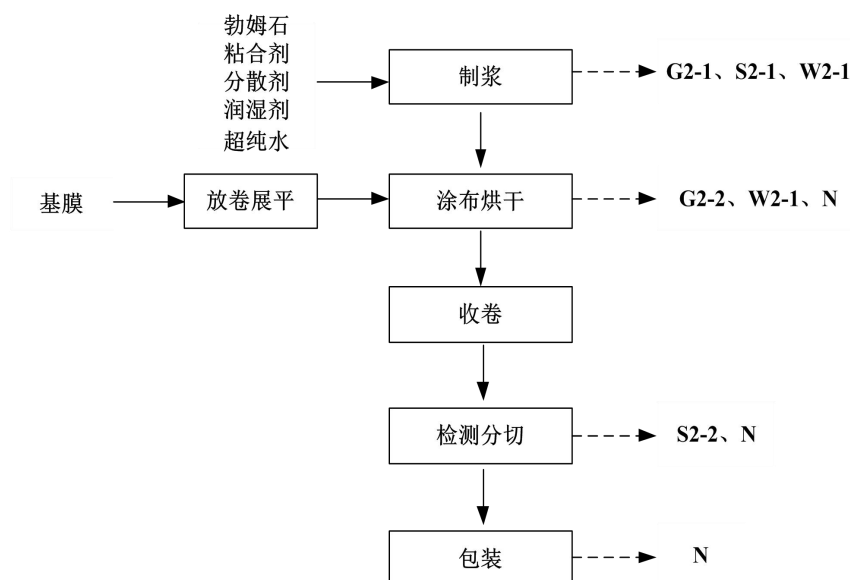 勃姆石
粘合剂
分散剂
润湿剂
超纯水
制浆
G2-1、S2-1、W2-1
基膜
放卷展平
涂布烘干
G2-2、W2-1、N
收卷
检测分切
S2-2、N
包装
N